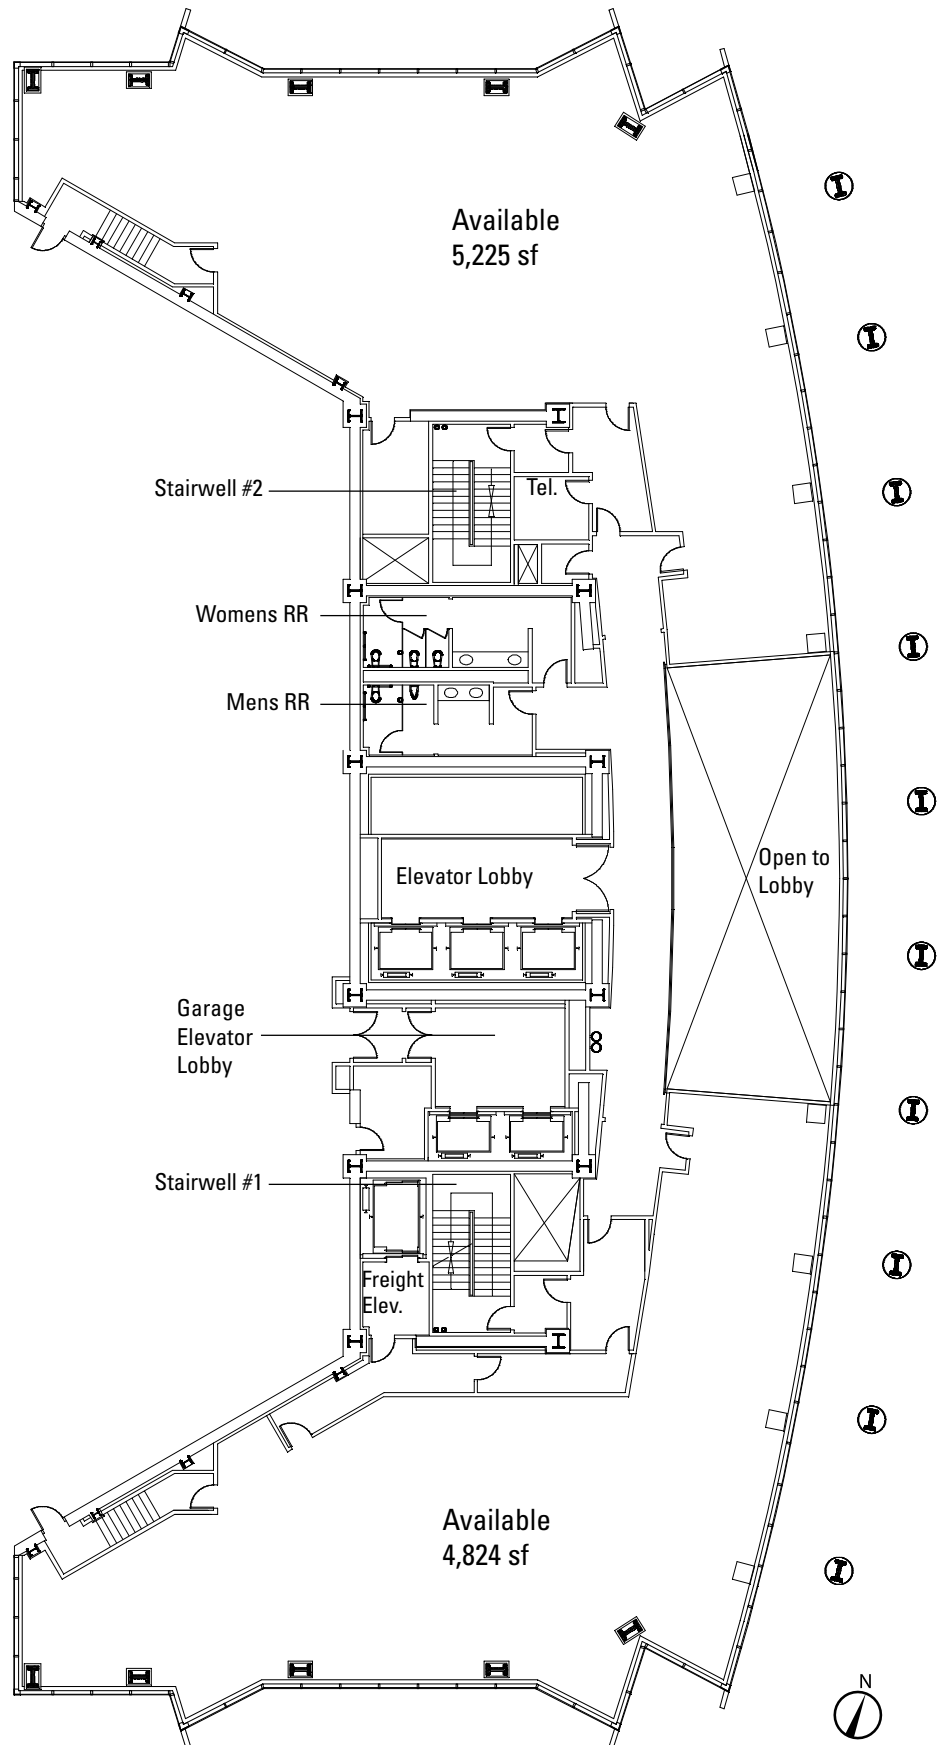 Available
5,225 sf
Stairwell #2
Tel.
Womens RR
Mens RR
Elevator Lobby
Open to
Lobby
Garage
Elevator
Lobby
Stairwell #1
Freight
Elev.
Available
4,824 sf
N